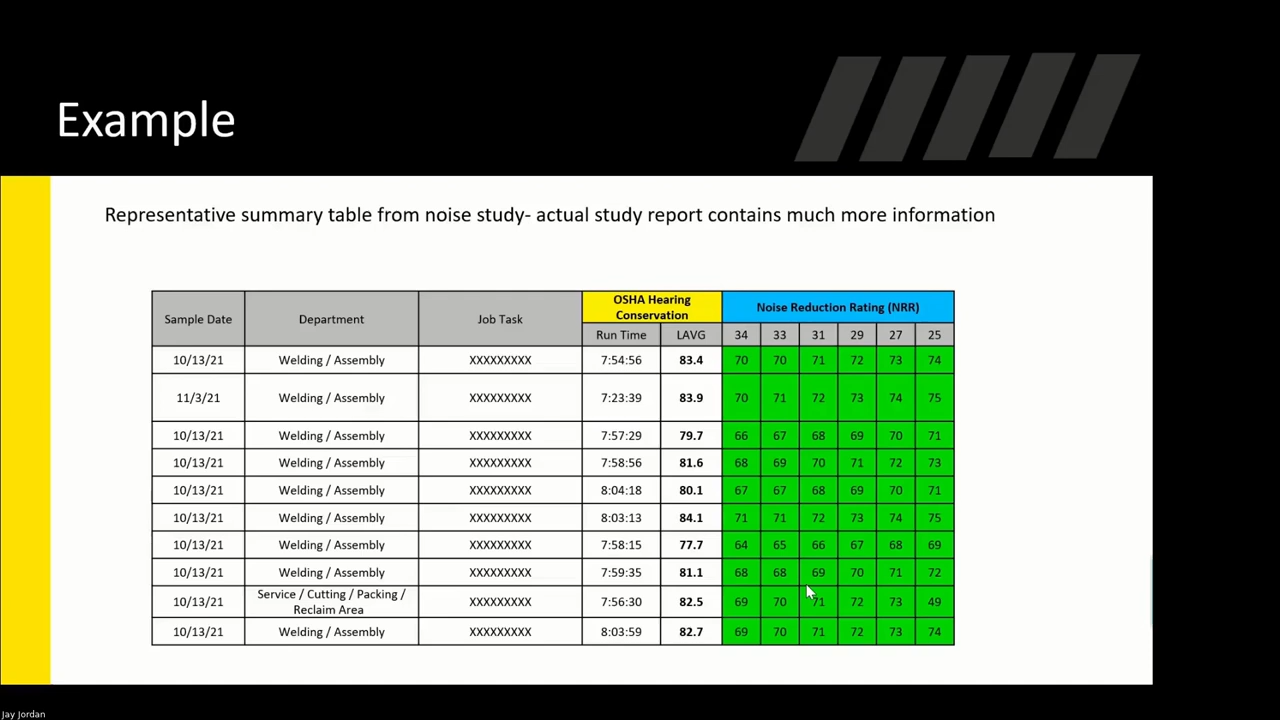 Example
Representative summary table from noise study- actual study report contains much more information
Sample Date Department Job Task OSHA Hearing Conservation Noise Reduction Rating (NRR)
Run Time LAVG 34 33 31 29 27 25
10/13/21 Welding / Assembly XXXXXXXXX 7:54:56 83.4 70 70 71 72 73 74
11/3/21 Welding / Assembly XXXXXXXXX 7:23:39 83.9 70 71 72 73 74 75
10/13/21 Welding / Assembly XXXXXXXXX 7:57:29 79.7 66 67 68 69 70 71
10/13/21 Welding / Assembly XXXXXXXXX 7:58:56 81.6 68 69 70 71 72 73
10/13/21 Welding / Assembly XXXXXXXXX 8:04:18 80.1 67 67 68 69 70 71
10/13/21 Welding / Assembly XXXXXXXXX 8:03:13 84.1 71 71 72 73 74 75
10/13/21 Welding / Assembly XXXXXXXXX 7:58:15 77.7 64 65 66 67 68 69
10/13/21 Welding / Assembly XXXXXXXXX 7:59:35 81.1 68 68 69 70 71 72
10/13/21 Service / Cutting / Packing / Reclaim Area XXXXXXXXX 7:56:30 82.5 69 70 71 72 73 49
10/13/21 Welding / Assembly XXXXXXXXX 8:03:59 82.7 69 70 71 72 73 74
Jay Jordan